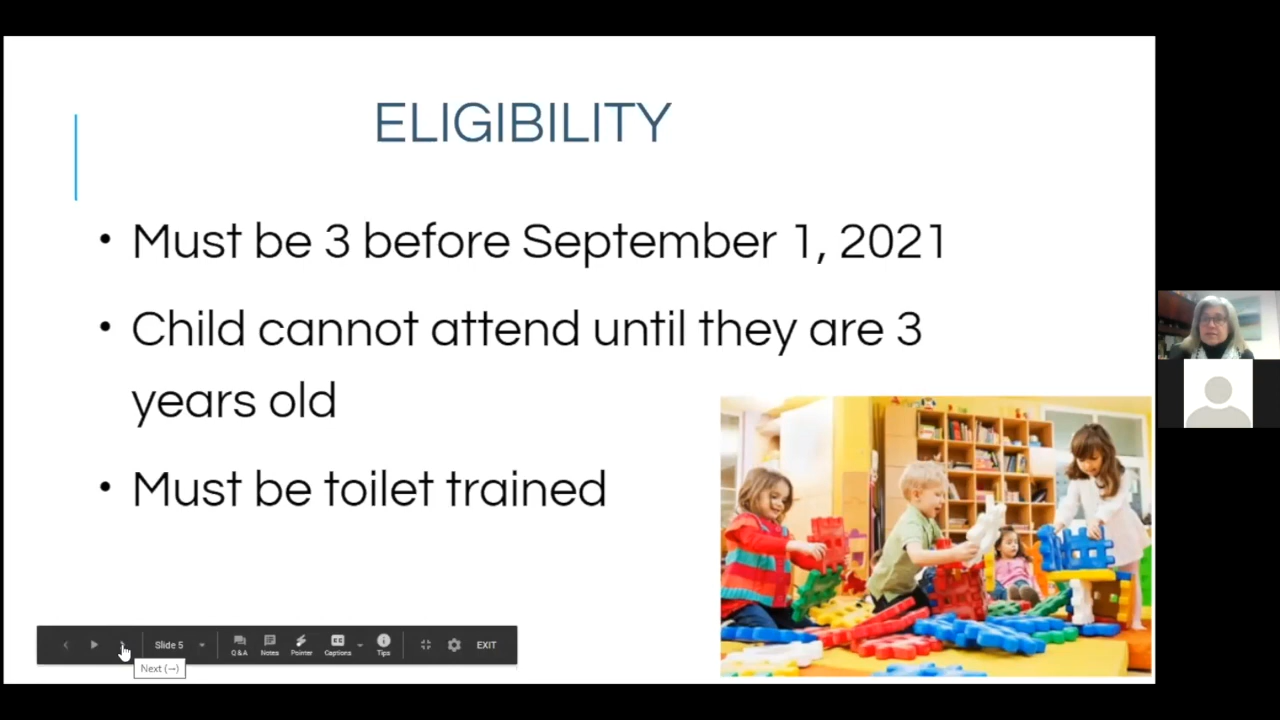 ELIGIBILITY
• Must be 3 before September 1, 2021
• Child cannot attend until they are 3
years old
• Must be toilet trained
Slide 5
Q&A Notes Pointer Captions Tips EXIT
Next (→)